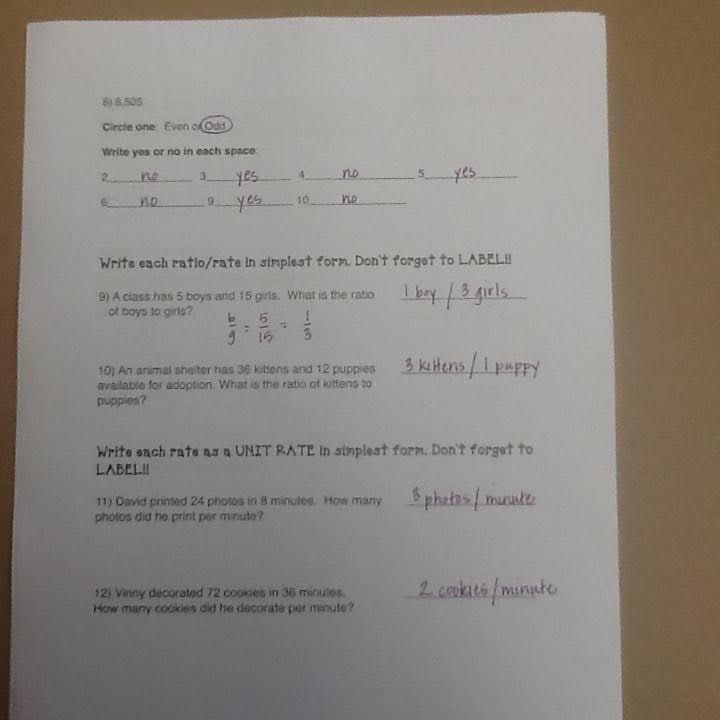 8) 8,505
Circle one: Even or Odd
Write yes or no in each space:
2 no 3 yes 4 no 5 yes
6 no 9 yes 10 no
Write each ratio/rate in simplest form. Don't forget to LABEL!!
9) A class has 5 boys and 15 girls. What is the ratio 1 boy / 3 girls
of boys to girls?
b/g = 5/15 = 1/3
10) An animal shelter has 36 kittens and 12 puppies 3 kittens / 1 puppy
available for adoption. What is the ratio of kittens to
puppies?
Write each rate as a UNIT RATE in simplest form. Don't forget to
LABEL!!
11) David printed 24 photos in 8 minutes. How many photos / minute
photos did he print per minute?
12) Vinny decorated 72 cookies in 36 minutes. 2 cookies / minute
How many cookies did he decorate per minute?